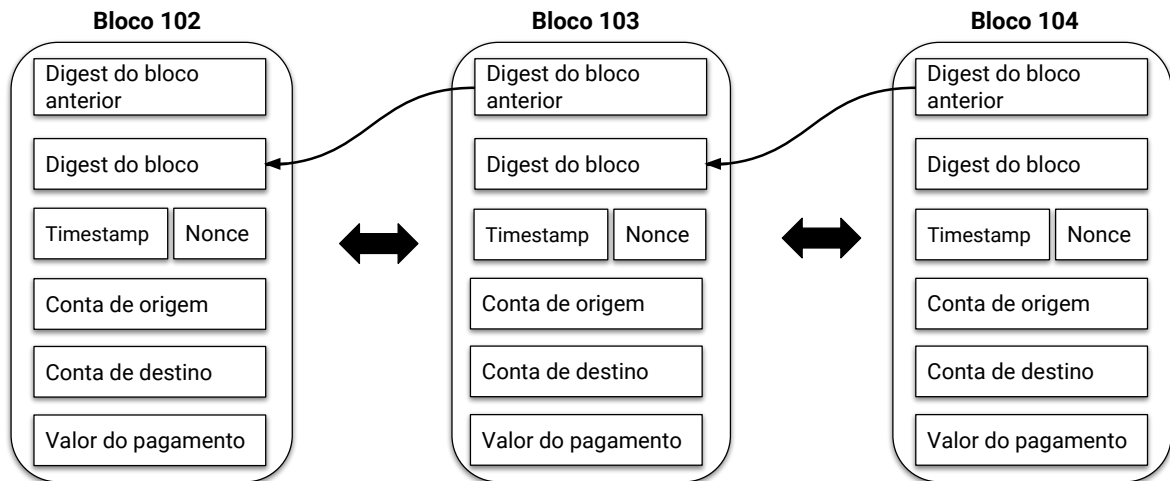 Bloco 102
Digest do bloco
anterior
Digest do bloco
Timestamp
Nonce
Conta de origem
Conta de destino
Valor do pagamento
Bloco 103
Digest do bloco
anterior
Digest do bloco
Timestamp
Nonce
Conta de origem
Conta de destino
Valor do pagamento
Bloco 104
Digest do bloco
anterior
Digest do bloco
Timestamp
Nonce
Conta de origem
Conta de destino
Valor do pagamento